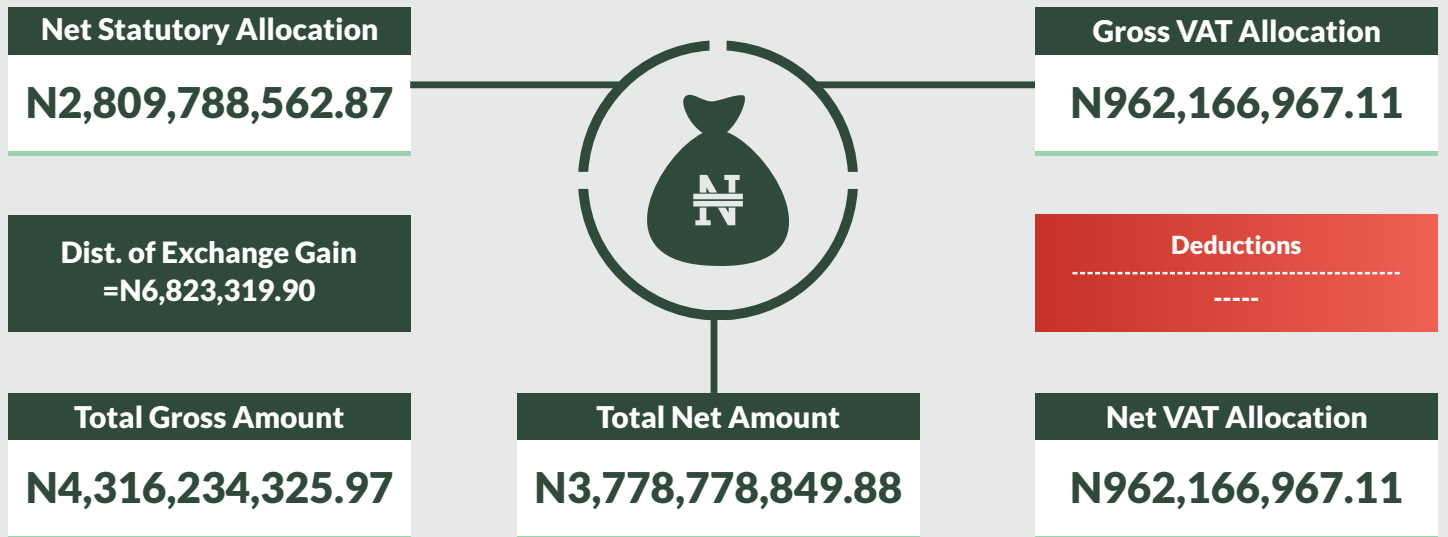 Net Statutory Allocation
N2,809,788,562.87
Gross VAT Allocation
N962,166,967.11
₦
Dist. of Exchange Gain
=N6,823,319.90
Deductions
--------------------------------------------
-----
Total Gross Amount
N4,316,234,325.97
Total Net Amount
N3,778,778,849.88
Net VAT Allocation
N962,166,967.11